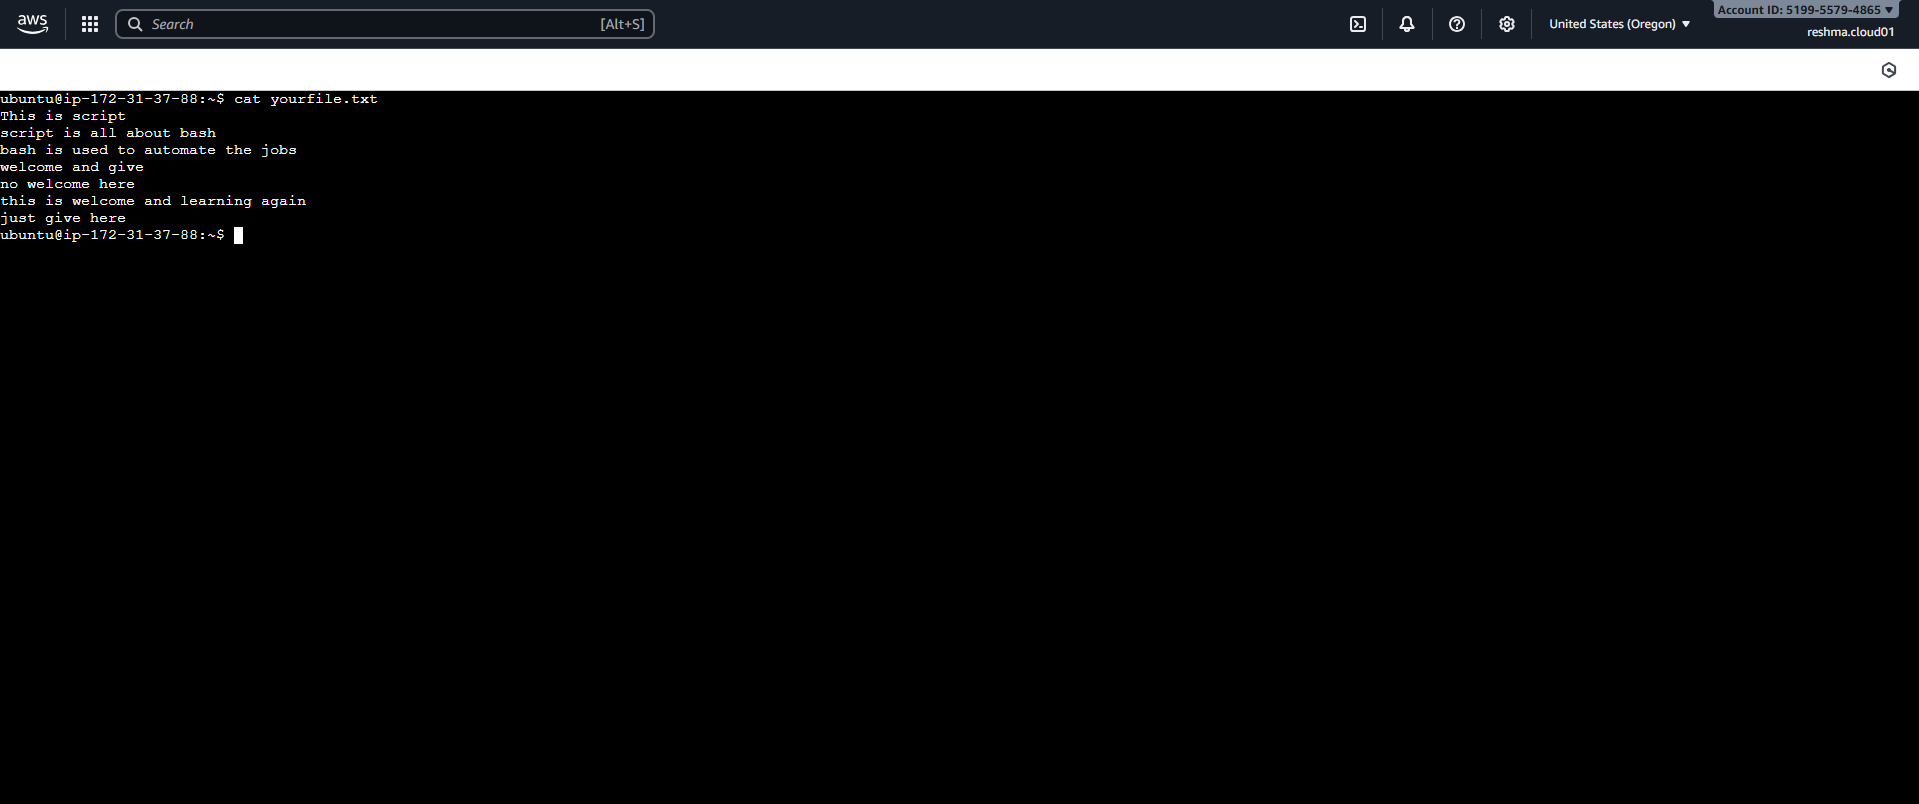 aws
Search [Alt+S]
United States (Oregon)
Account ID: 5199-5579-4865
reshma.cloud01
ubuntu@ip-172-31-37-88:~$ cat yourfile.txt
This is script
script is all about bash
bash is used to automate the jobs
welcome and give
no welcome here
this is welcome and learning again
just give here
ubuntu@ip-172-31-37-88:~$